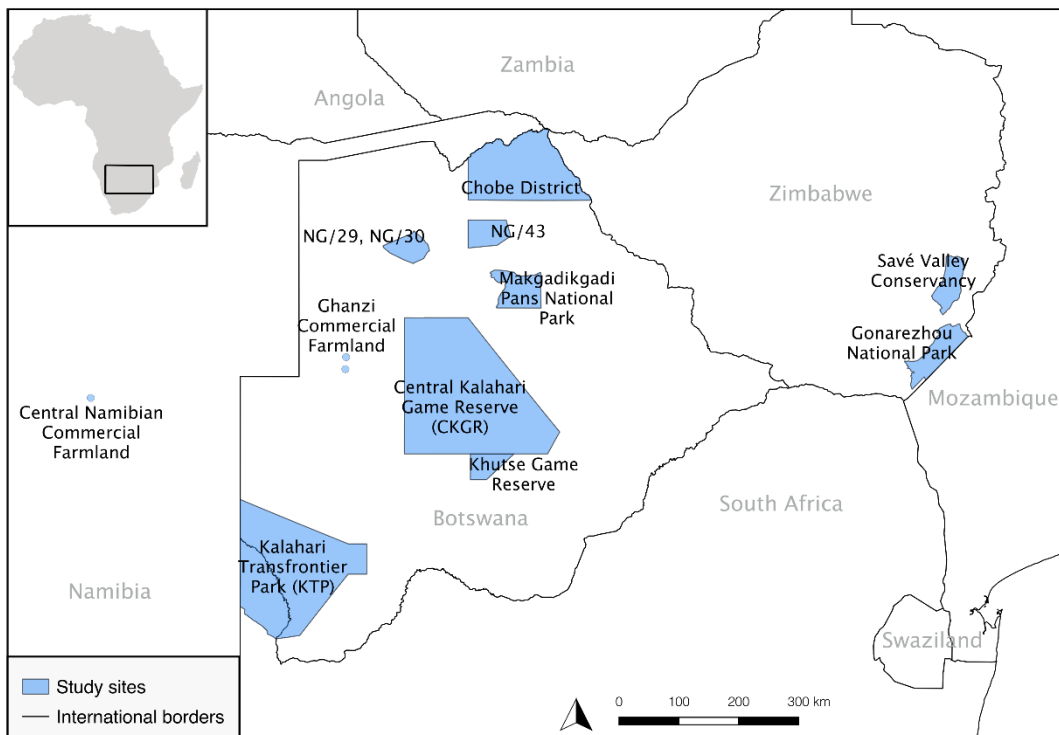 Zambia
Angola
Chobe District
Zimbabwe
NG/29, NG/30
NG/43
Savé Valley
Conservancy
Makgadikgadi
Pans National
Park
Ghanzi
Commercial
Farmland
Gonarezhou
National Park
Central Kalahari
Game Reserve
(CKGR)
Mozambique
Central Namibian
Commercial
Farmland
Khutse Game
Reserve
South Africa
Botswana
Kalahari
Transfrontier
Park (KTP)
Namibia
Swaziland
Study sites
International borders
0 100 200 300 km